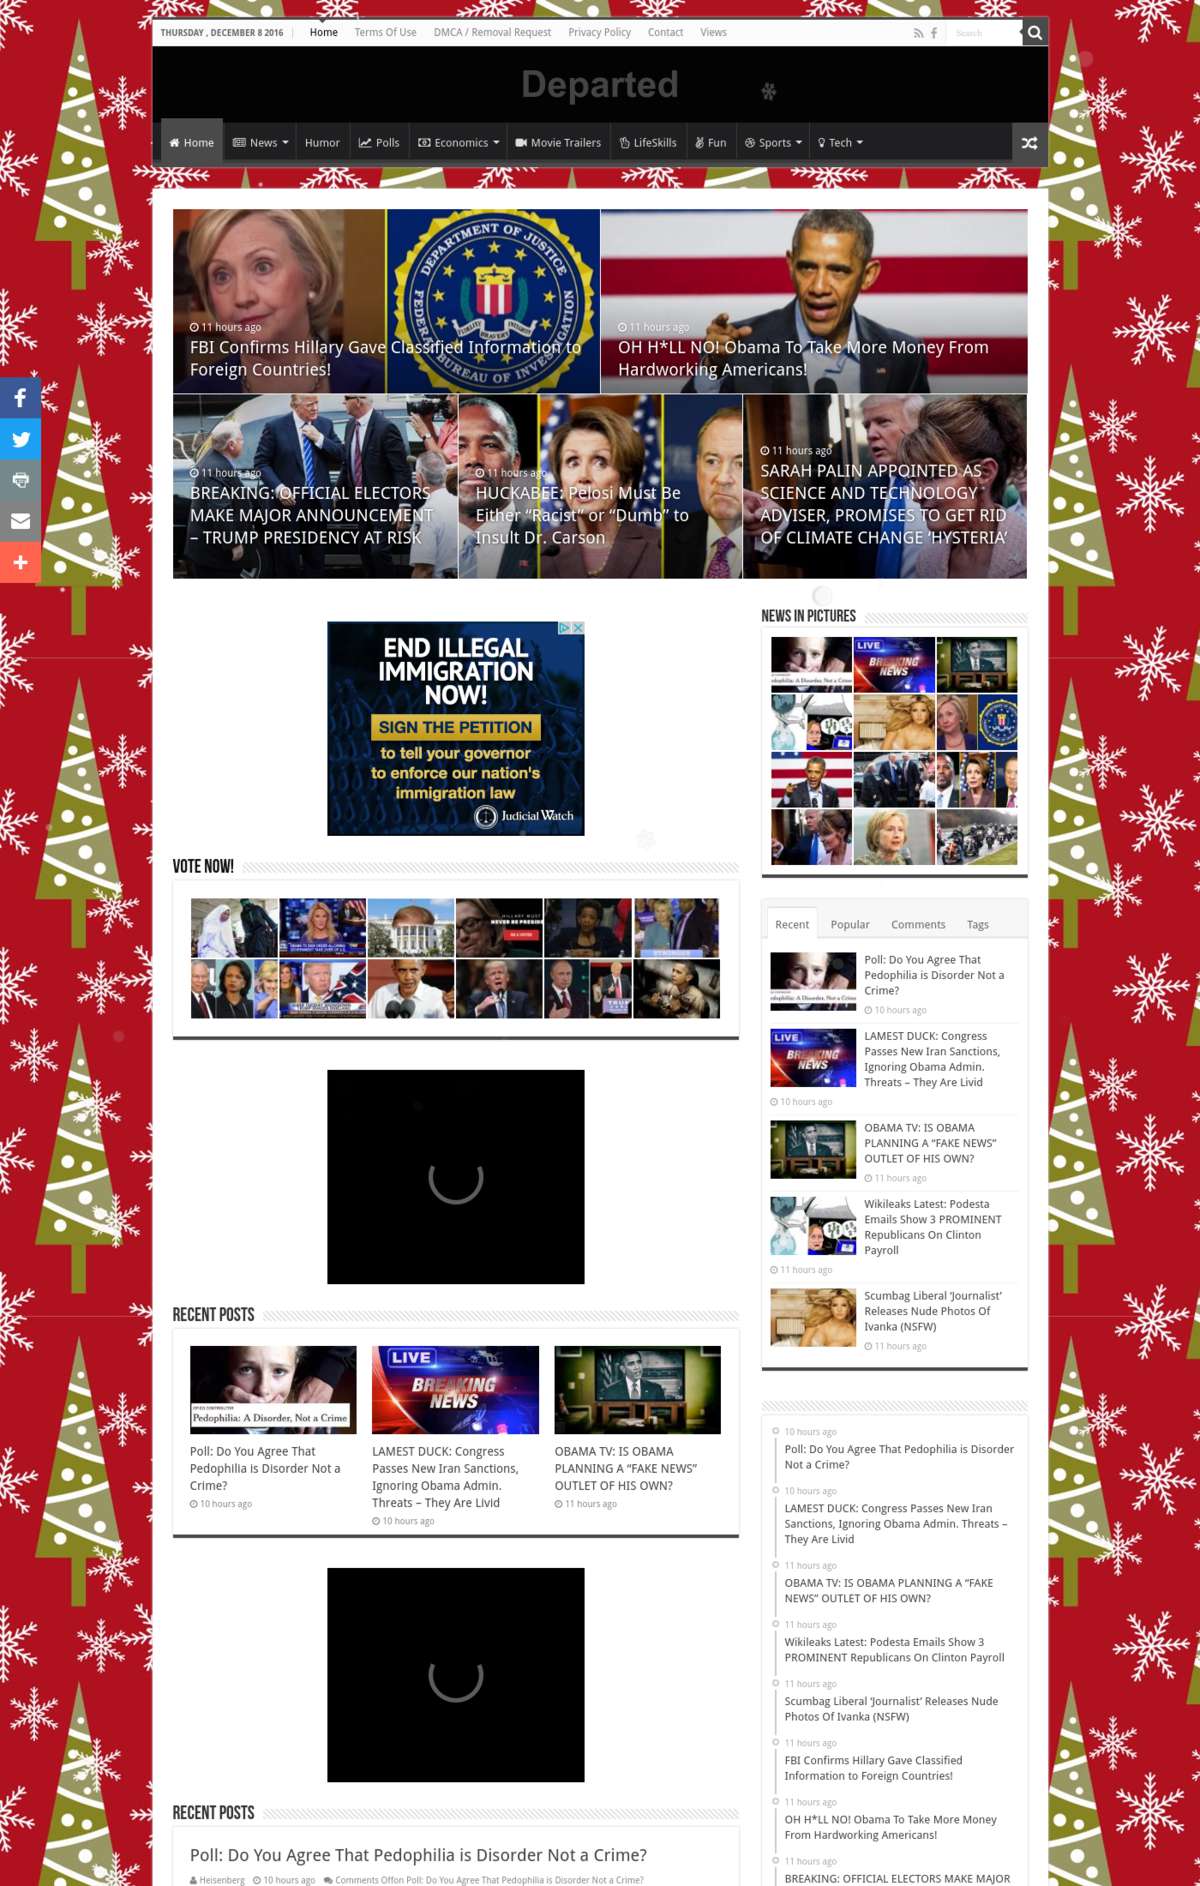 THURSDAY , DECEMBER 8 2016
Home
Terms Of Use
DMCA / Removal Request
Privacy Policy
Contact
Views
Search
Departed
Home
News
Humor
Polls
Economics
Movie Trailers
LifeSkills
Fun
Sports
Tech
DEPARTMENT OF JUSTICE
FEDERAL BUREAU OF INVESTIGATION
11 hours ago
FBI Confirms Hillary Gave Classified Information to
Foreign Countries!
11 hours ago
OH H*LL NO! Obama To Take More Money From
Hardworking Americans!
11 hours ago
BREAKING: OFFICIAL ELECTORS
MAKE MAJOR ANNOUNCEMENT
– TRUMP PRESIDENCY AT RISK
11 hours ago
HUCKABEE: Pelosi Must Be
Either “Racist” or “Dumb” to
Insult Dr. Carson
11 hours ago
SARAH PALIN APPOINTED AS
SCIENCE AND TECHNOLOGY
ADVISER, PROMISES TO GET RID
OF CLIMATE CHANGE ‘HYSTERIA’
END ILLEGAL
IMMIGRATION
NOW!
SIGN THE PETITION
to tell your governor
to enforce our nation's
immigration law
Judicial Watch
NEWS IN PICTURES
LIVE
BREAKING
NEWS
VOTE NOW!
Recent
Popular
Comments
Tags
Poll: Do You Agree That
Pedophilia is Disorder Not a
Crime?
10 hours ago
LIVE
BREAKING
NEWS
LAMEST DUCK: Congress
Passes New Iran Sanctions,
Ignoring Obama Admin.
Threats – They Are Livid
10 hours ago
OBAMA TV: IS OBAMA
PLANNING A “FAKE NEWS”
OUTLET OF HIS OWN?
11 hours ago
Wikileaks Latest: Podesta
Emails Show 3 PROMINENT
Republicans On Clinton
Payroll
11 hours ago
Scumbag Liberal ‘Journalist’
Releases Nude Photos Of
Ivanka (NSFW)
11 hours ago
RECENT POSTS
Pedophilia: A Disorder, Not a Crime
Poll: Do You Agree That
Pedophilia is Disorder Not a
Crime?
10 hours ago
LIVE
BREAKING
NEWS
LAMEST DUCK: Congress
Passes New Iran Sanctions,
Ignoring Obama Admin.
Threats – They Are Livid
10 hours ago
OBAMA TV: IS OBAMA
PLANNING A “FAKE NEWS”
OUTLET OF HIS OWN?
11 hours ago
10 hours ago
Poll: Do You Agree That Pedophilia is Disorder
Not a Crime?
10 hours ago
LAMEST DUCK: Congress Passes New Iran
Sanctions, Ignoring Obama Admin. Threats –
They Are Livid
11 hours ago
OBAMA TV: IS OBAMA PLANNING A “FAKE
NEWS” OUTLET OF HIS OWN?
11 hours ago
Wikileaks Latest: Podesta Emails Show 3
PROMINENT Republicans On Clinton Payroll
11 hours ago
Scumbag Liberal ‘Journalist’ Releases Nude
Photos Of Ivanka (NSFW)
11 hours ago
FBI Confirms Hillary Gave Classified
Information to Foreign Countries!
11 hours ago
OH H*LL NO! Obama To Take More Money
From Hardworking Americans!
11 hours ago
BREAKING: OFFICIAL ELECTORS MAKE MAJOR
RECENT POSTS
Poll: Do You Agree That Pedophilia is Disorder Not a Crime?
Heisenberg
10 hours ago
Comments Offon Poll: Do You Agree That Pedophilia is Disorder Not a Crime?